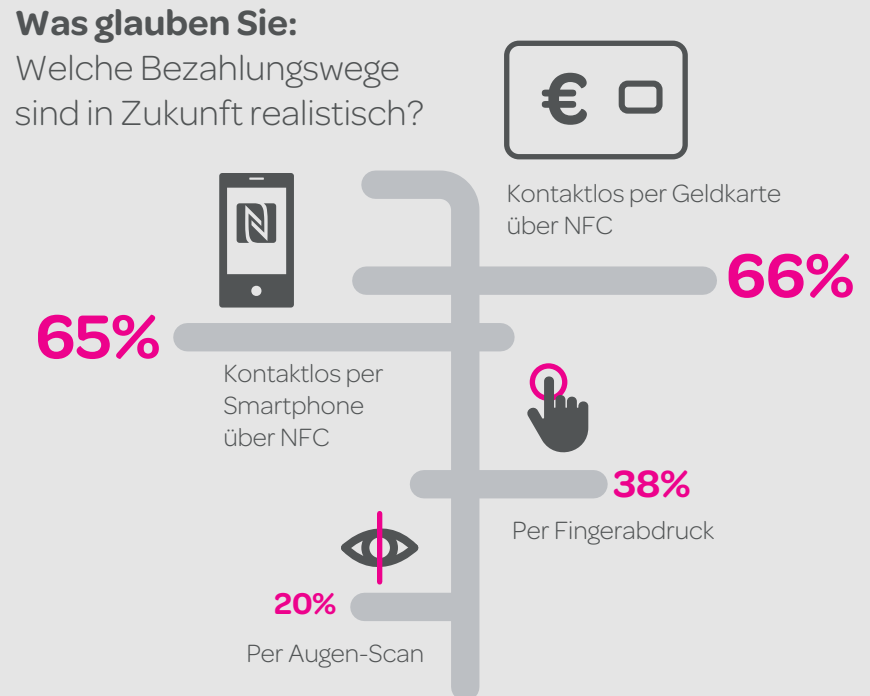 Was glauben Sie:
Welche Bezahlungswege
sind in Zukunft realistisch?
€
Kontaktlos per Geldkarte
über NFC
66%
65%
Kontaktlos per
Smartphone
über NFC
38%
Per Fingerabdruck
20%
Per Augen-Scan